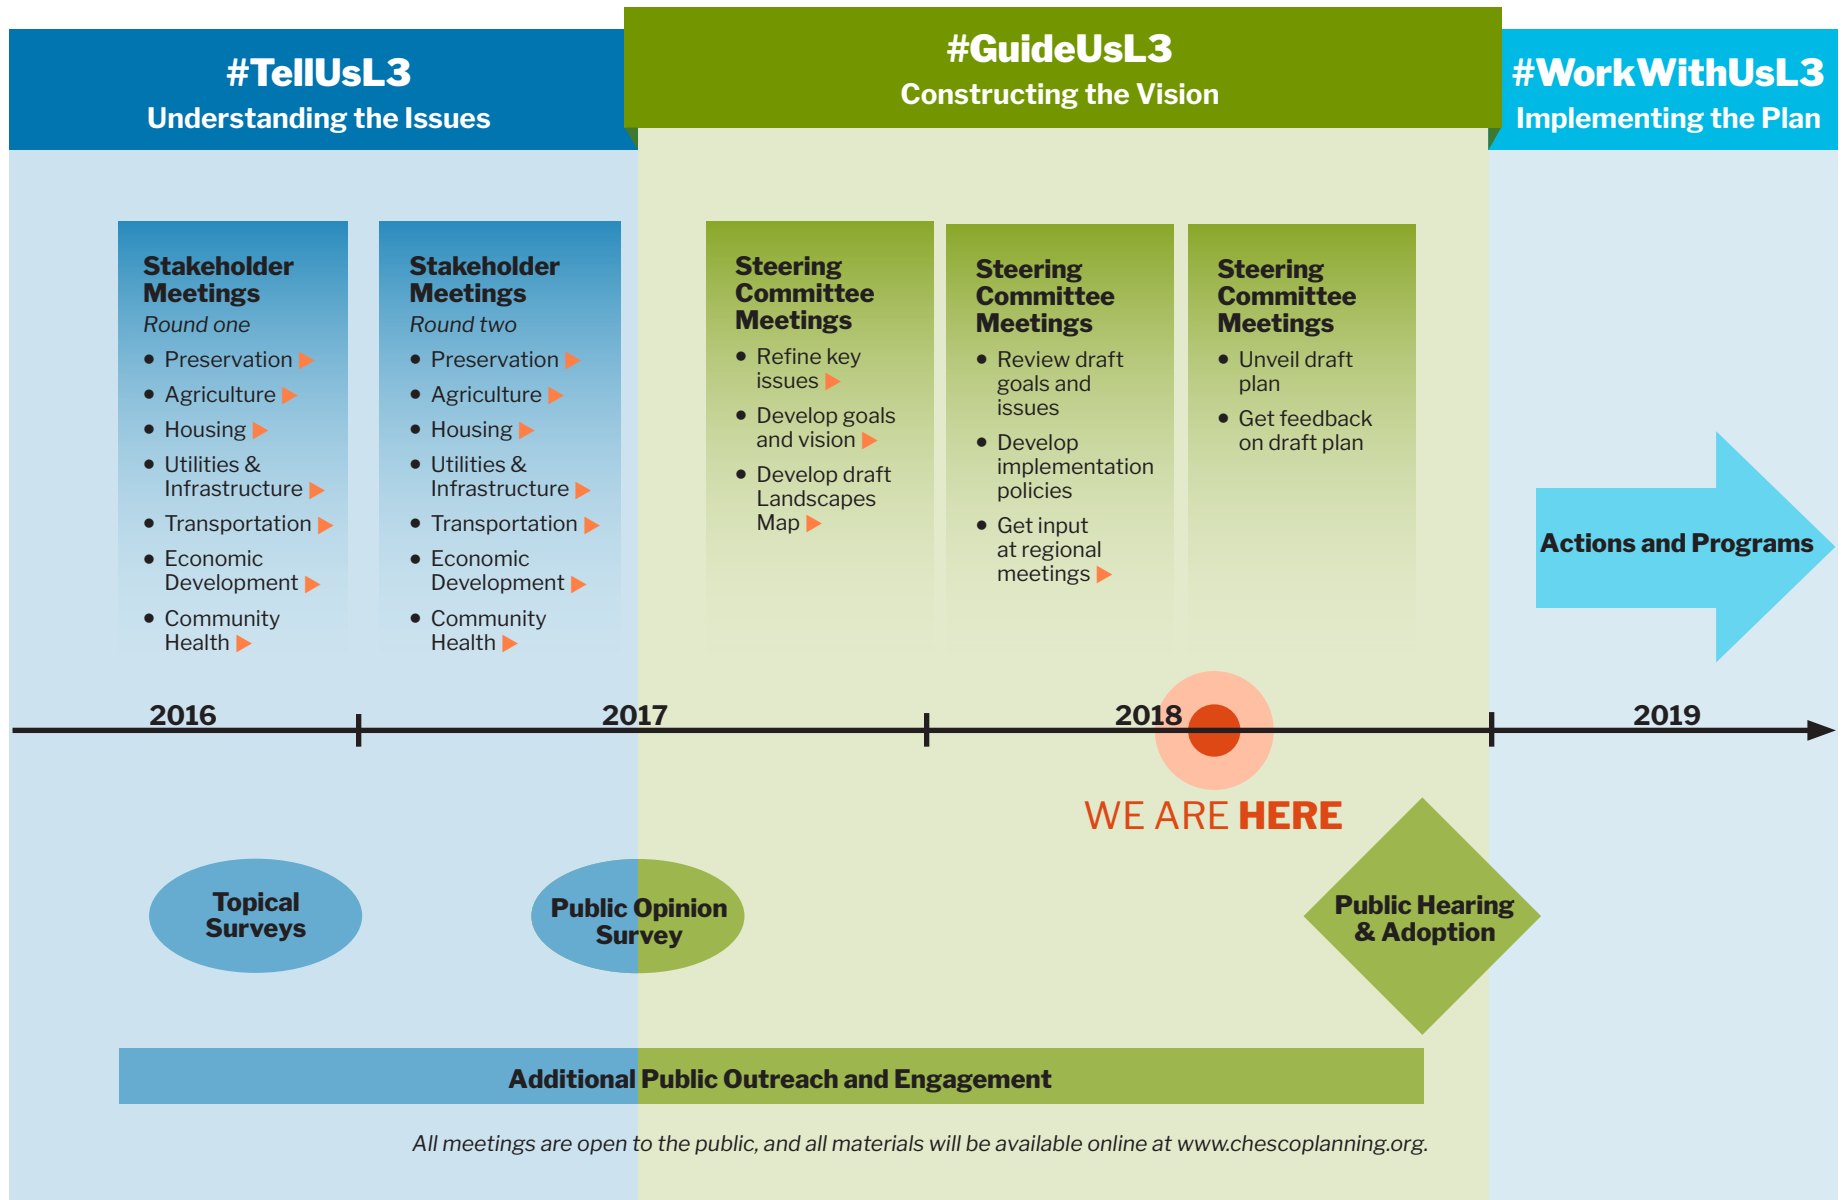 #TellUsL3
Understanding the Issues
#GuideUsL3
Constructing the Vision
#WorkWithUsL3
Implementing the Plan
Stakeholder
Meetings
Round one
• Preservation
• Agriculture
• Housing
• Utilities &
Infrastructure
• Transportation
• Economic
Development
• Community
Health
Stakeholder
Meetings
Round two
• Preservation
• Agriculture
• Housing
• Utilities &
Infrastructure
• Transportation
• Economic
Development
• Community
Health
Steering
Committee
Meetings
• Refine key
issues
• Develop goals
and vision
• Develop draft
Landscapes
Map
Steering
Committee
Meetings
• Review draft
goals and
issues
• Develop
implementation
policies
• Get input
at regional
meetings
Steering
Committee
Meetings
• Unveil draft
plan
• Get feedback
on draft plan
Actions and Programs
2016
2017
2018
2019
WE ARE HERE
Topical
Surveys
Public Opinion
Survey
Public Hearing
& Adoption
Additional Public Outreach and Engagement
All meetings are open to the public, and all materials will be available online at www.chescoplanning.org.